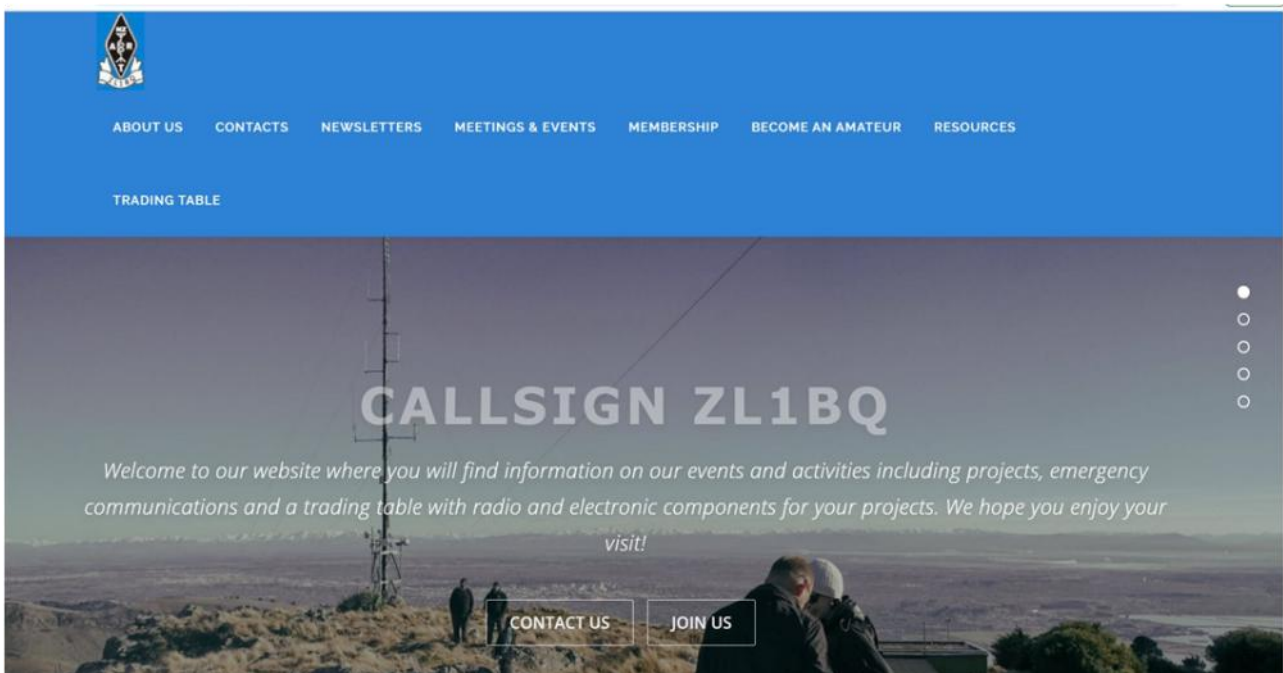 NZ
A R
ZL1BQ
ABOUT US CONTACTS NEWSLETTERS MEETINGS & EVENTS MEMBERSHIP BECOME AN AMATEUR RESOURCES
TRADING TABLE
CALLSIGN ZL1BQ
Welcome to our website where you will find information on our events and activities including projects, emergency
communications and a trading table with radio and electronic components for your projects. We hope you enjoy your
visit!
CONTACT US JOIN US